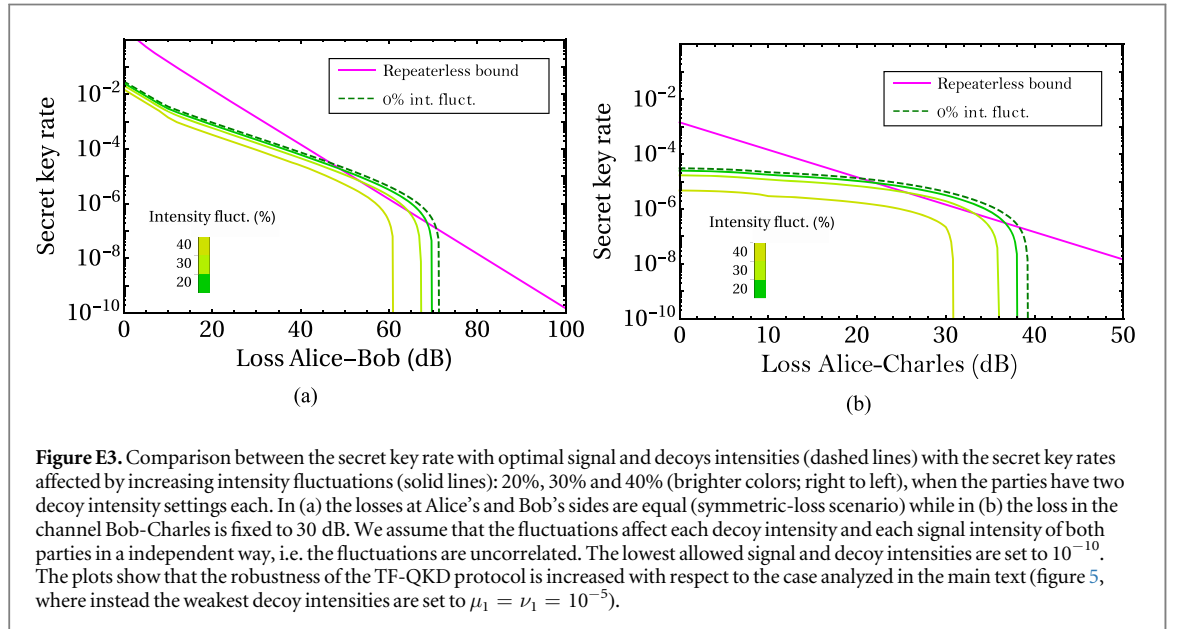 Secret key rate
10⁻²
10⁻⁴
10⁻⁶
10⁻⁸
10⁻¹⁰
Repeaterless bound
0% int. fluct.
Intensity fluct. (%)
40
30
20
0 20 40 60 80 100
Loss Alice–Bob (dB)
(a)
Secret key rate
10⁻²
10⁻⁴
10⁻⁶
10⁻⁸
10⁻¹⁰
Repeaterless bound
0% int. fluct.
Intensity fluct. (%)
40
30
20
0 10 20 30 40 50
Loss Alice-Charles (dB)
(b)
Figure E3. Comparison between the secret key rate with optimal signal and decoys intensities (dashed lines) with the secret key rates
affected by increasing intensity fluctuations (solid lines): 20%, 30% and 40% (brighter colors; right to left), when the parties have two
decoy intensity settings each. In (a) the losses at Alice's and Bob's sides are equal (symmetric-loss scenario) while in (b) the loss in the
channel Bob-Charles is fixed to 30 dB. We assume that the fluctuations affect each decoy intensity and each signal intensity of both
parties in a independent way, i.e. the fluctuations are uncorrelated. The lowest allowed signal and decoy intensities are set to 10⁻¹⁰.
The plots show that the robustness of the TF-QKD protocol is increased with respect to the case analyzed in the main text (figure 5,
where instead the weakest decoy intensities are set to μ₁ = ν₁ = 10⁻⁵).